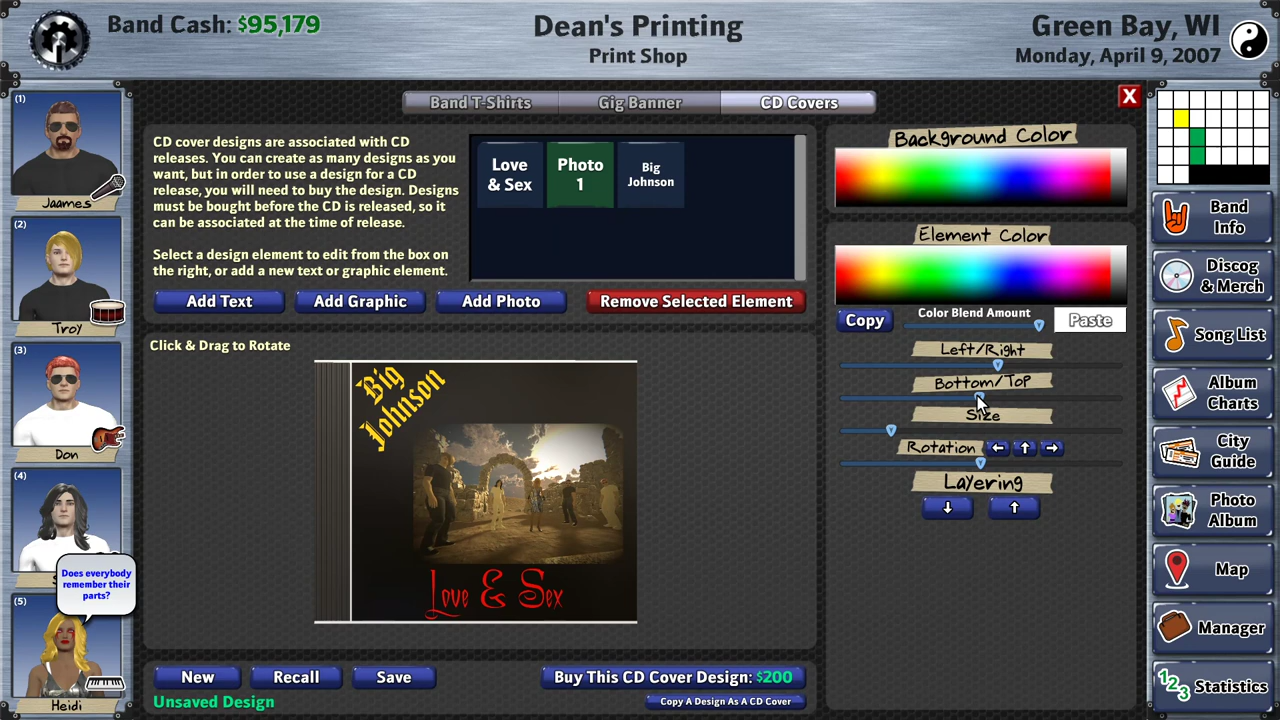 Band Cash: $95,179
Dean's Printing
Print Shop
Green Bay, WI
Monday, April 9, 2007
(1)
Jaames
(2)
Troy
(3)
Don
(4)
Does everybody
remember their
parts?
(5)
Heidi
Band T-Shirts
Gig Banner
CD Covers
X
CD cover designs are associated with CD
releases. You can create as many designs as you
want, but in order to use a design for a CD
release, you will need to buy the design. Designs
must be bought before the CD is released, so it
can be associated at the time of release.
Select a design element to edit from the box on
the right, or add a new text or graphic element.
Love
& Sex
Photo
1
Big
Johnson
Add Text
Add Graphic
Add Photo
Remove Selected Element
Click & Drag to Rotate
Big
Johnson
Love & Sex
New
Recall
Save
Buy This CD Cover Design: $200
Unsaved Design
Copy A Design As A CD Cover
Background Color
Element Color
Copy
Color Blend Amount
Paste
Left/Right
Bottom/Top
Size
Rotation
Layering
Band
Info
Discog
& Merch
Song List
Album
Charts
City
Guide
Photo
Album
Map
Manager
123
Statistics